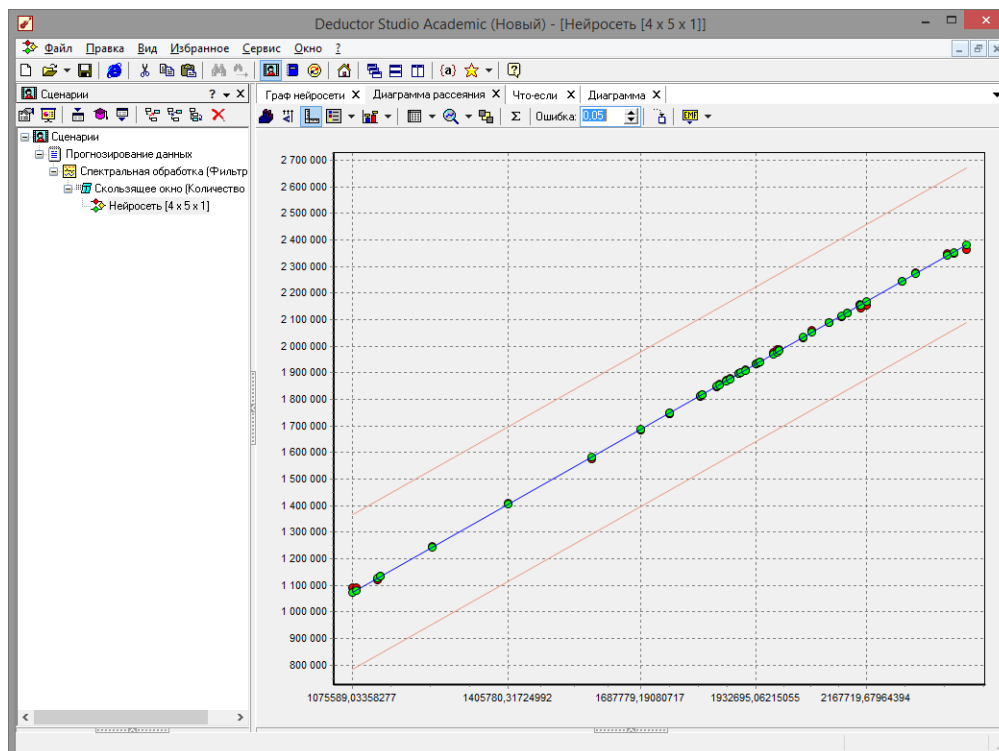 Deductor Studio Academic (Новый) - [Нейросеть [4 x 5 x 1]]
Файл Правка Вид Избранное Сервис Окно ?
Сценарии
Граф нейросети X Диаграмма рассеяния X Что-если X Диаграмма X
Σ Ошибка: 0,05
Сценарии
Прогнозирование данных
Спектральная обработка (Фильтр
Скользящее окно (Количество
Нейросеть [4 x 5 x 1]
2 700 000
2 600 000
2 500 000
2 400 000
2 300 000
2 200 000
2 100 000
2 000 000
1 900 000
1 800 000
1 700 000
1 600 000
1 500 000
1 400 000
1 300 000
1 200 000
1 100 000
1 000 000
900 000
800 000
1075589,03358277 1405780,31724992 1687779,19080717 1932695,06215055 2167719,67964394